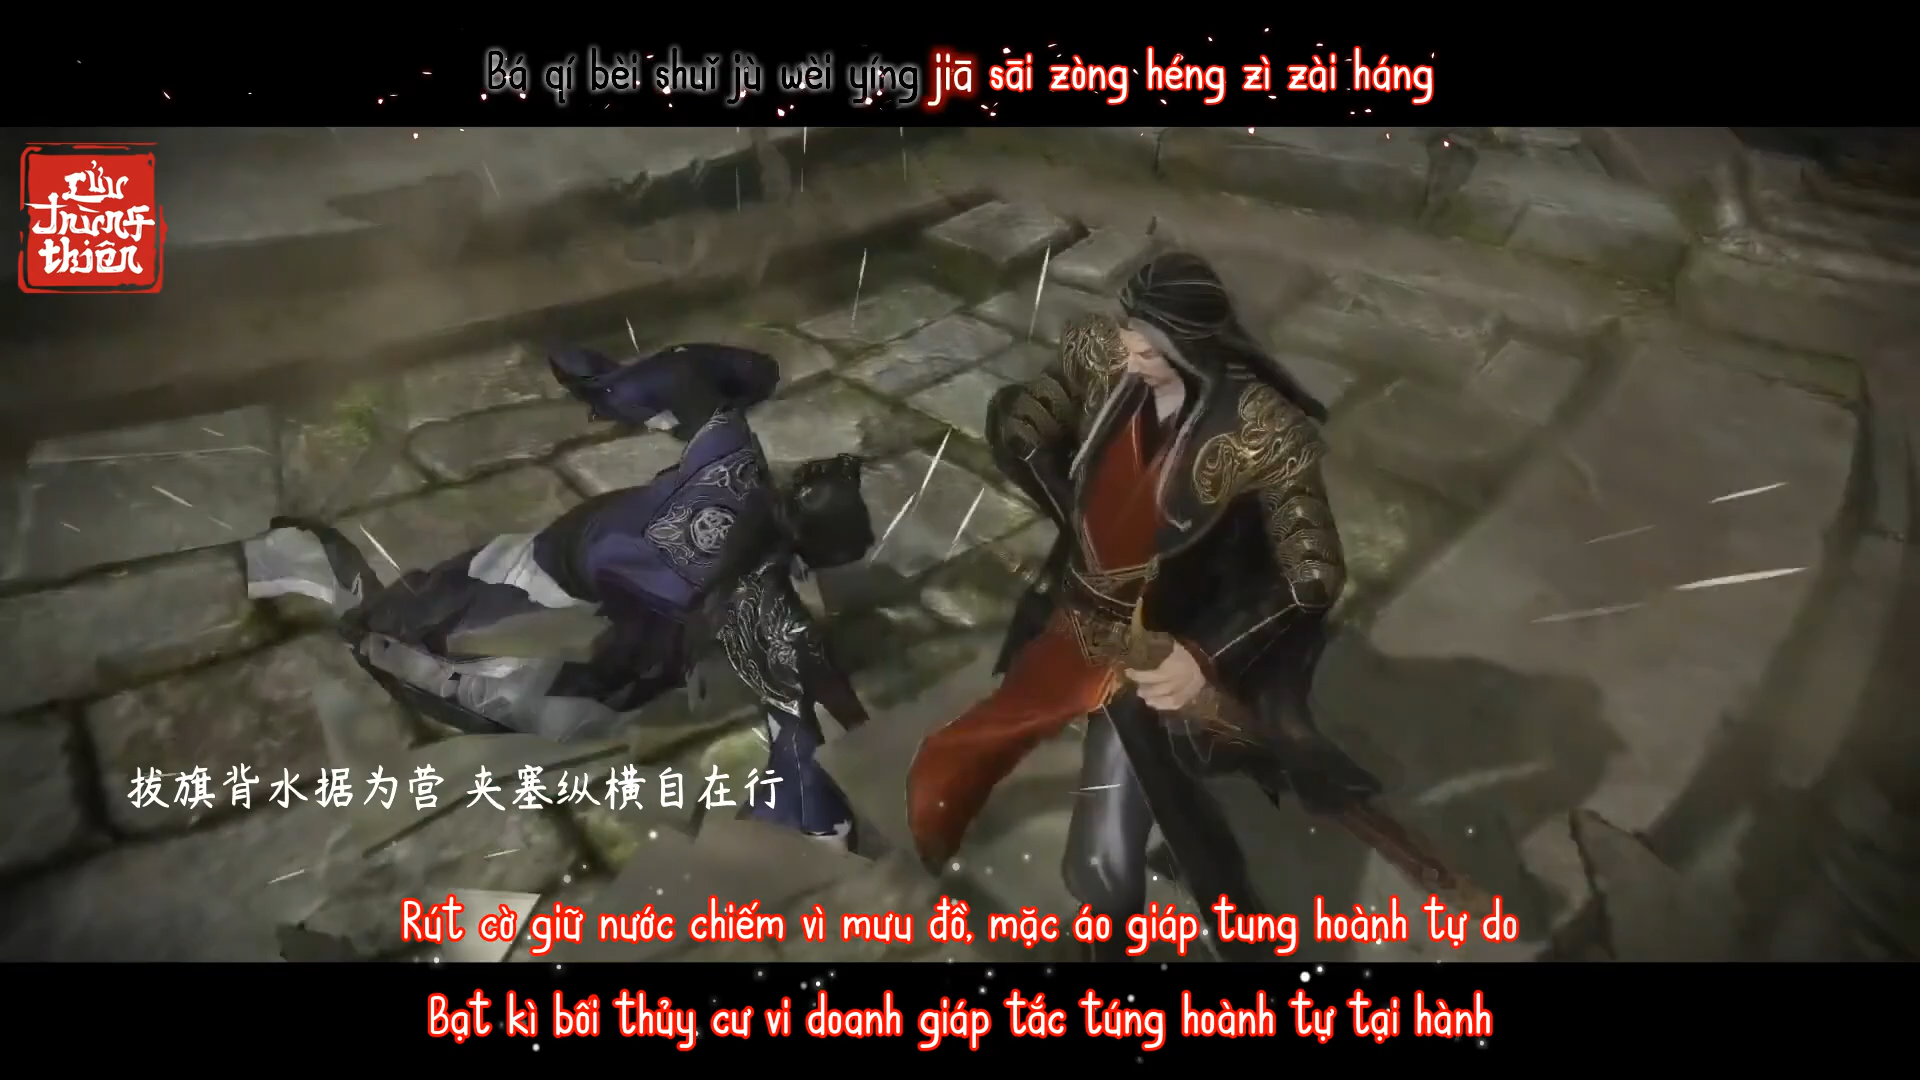 Bá qí bèi shuǐ jù wèi yíng jiā sāi zòng héng zì zài háng
Cửu
trùng
thiên
拔旗背水据为营 夹塞纵横自在行
Rút cờ giữ nước chiếm vì mưu đồ, mặc áo giáp tung hoành tự do
Bạt kì bối thủy cư vi doanh giáp tắc túng hoành tự tại hành